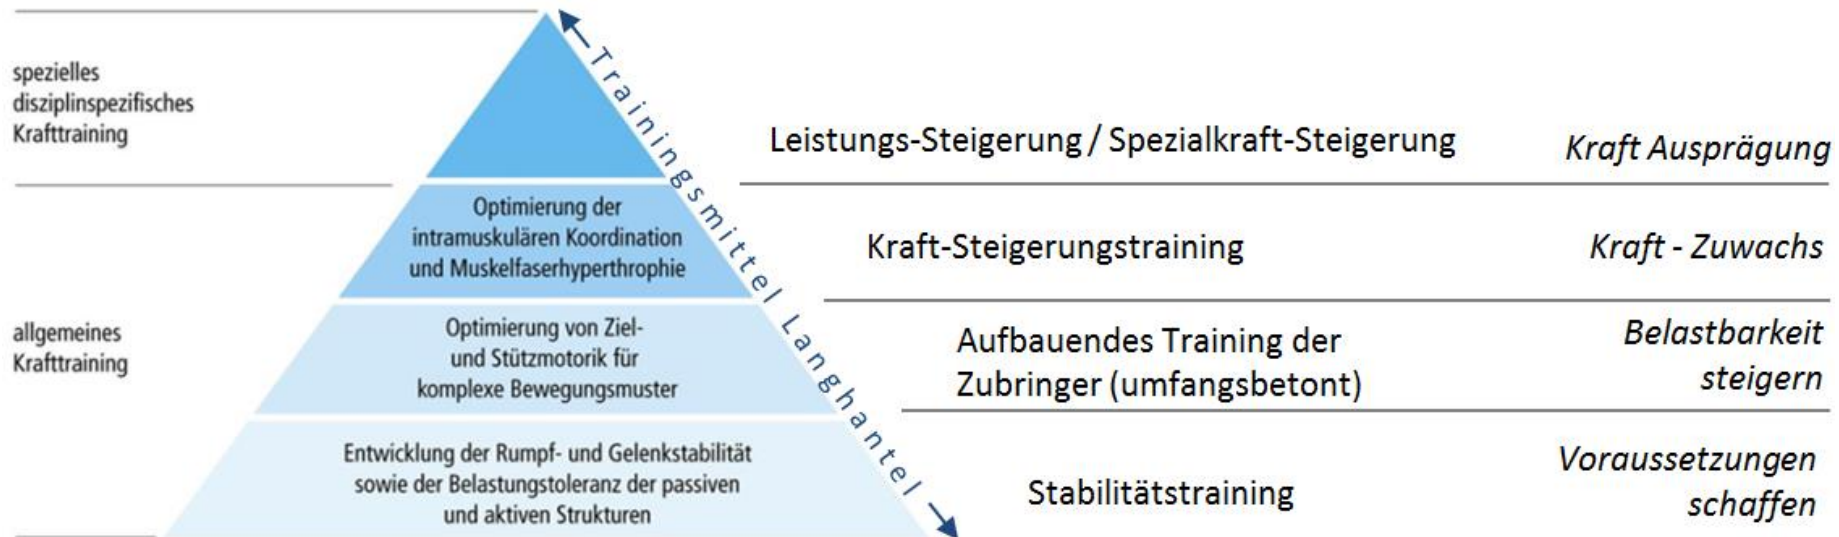 spezielles
disziplinspezifisches
Krafttraining
Trainingsmittel Langhantel
Leistungs-Steigerung / Spezialkraft-Steigerung
Kraft Ausprägung
Optimierung der
intramuskulären Koordination
und Muskelfaserhyperthrophie
Kraft-Steigerungstraining
Kraft - Zuwachs
allgemeines
Krafttraining
Optimierung von Ziel-
und Stützmotorik für
komplexe Bewegungsmuster
Aufbauendes Training der
Zubringer (umfangsbetont)
Belastbarkeit
steigern
Entwicklung der Rumpf- und Gelenkstabilität
sowie der Belastungstoleranz der passiven
und aktiven Strukturen
Stabilitätstraining
Voraussetzungen
schaffen